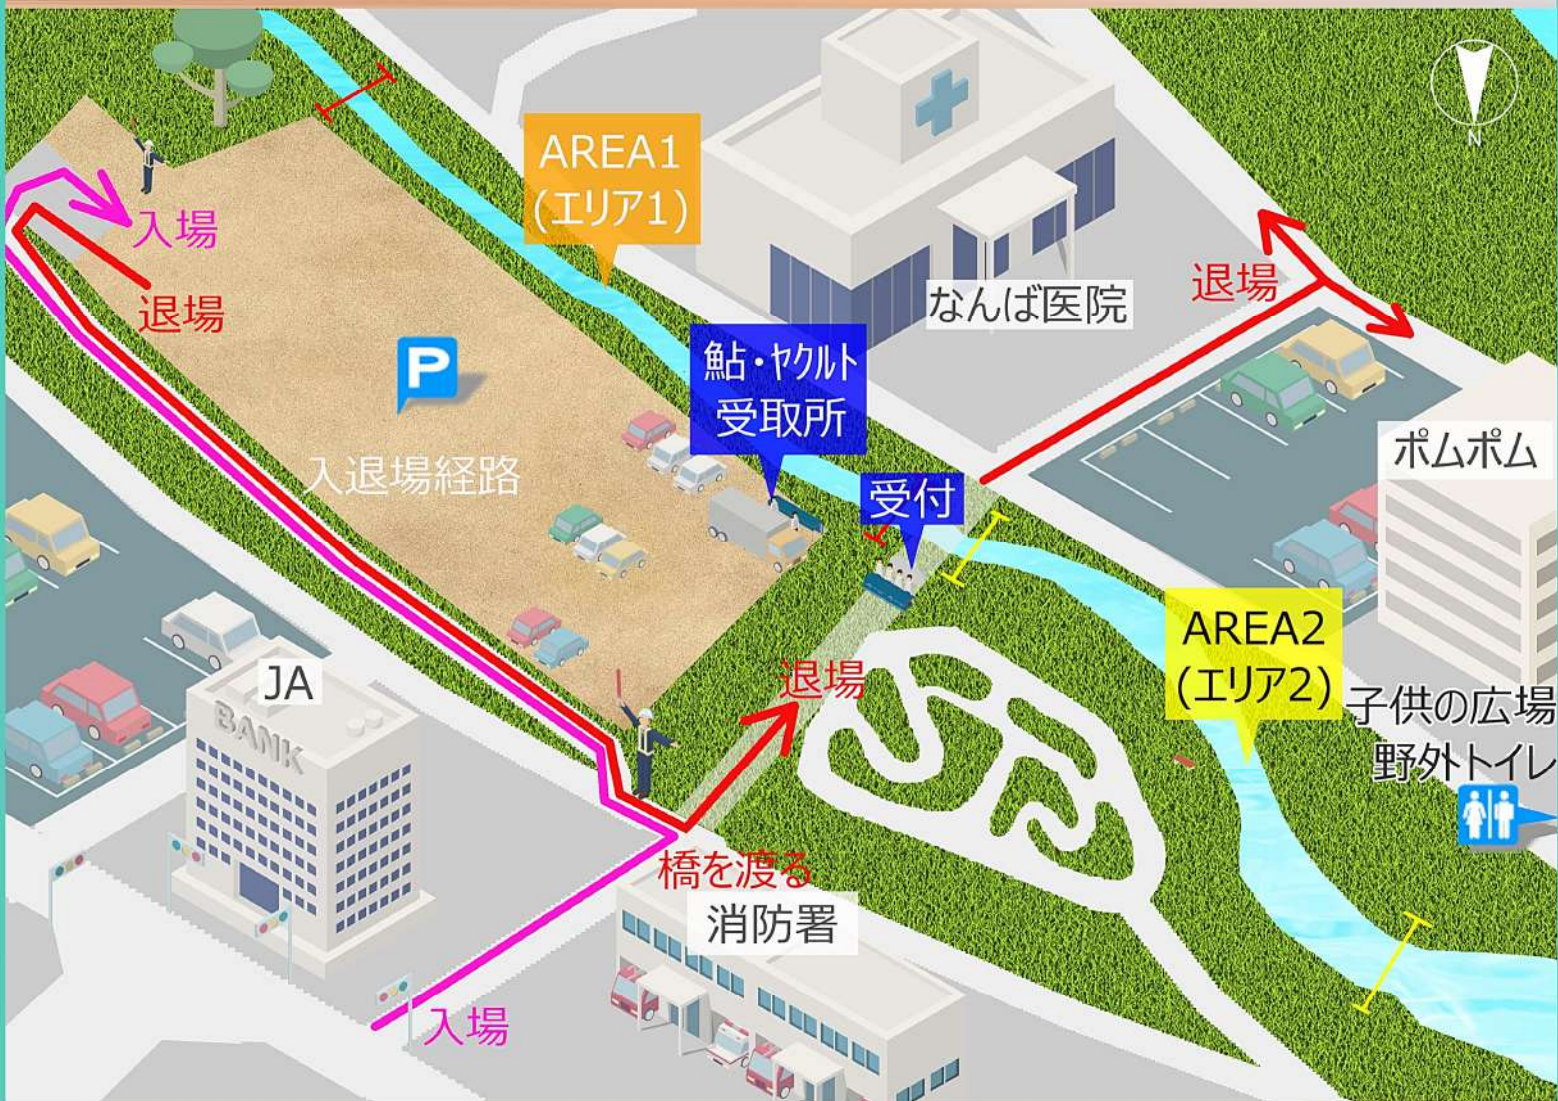 N
AREA1
(エリア1)
入場
退場
なんば医院
退場
鮎・ヤクルト
受取所
P
入退場経路
受付
ポムポム
AREA2
(エリア2)
子供の広場
野外トイレ
JA
BANK
退場
橋を渡る
消防署
入場